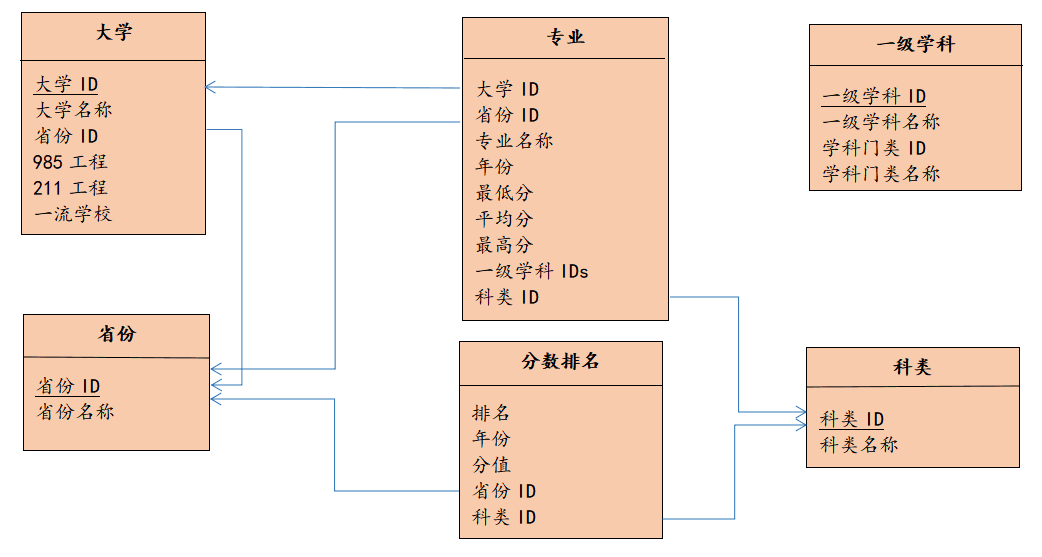 大学
大学 ID
大学名称
省份 ID
985 工程
211 工程
一流学校
专业
大学 ID
省份 ID
专业名称
年份
最低分
平均分
最高分
一级学科 IDs
科类 ID
一级学科
一级学科 ID
一级学科名称
学科门类 ID
学科门类名称
省份
省份 ID
省份名称
分数排名
排名
年份
分值
省份 ID
科类 ID
科类
科类 ID
科类名称